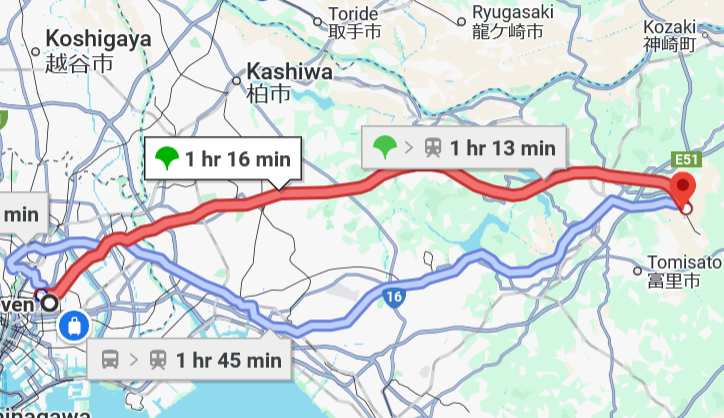 Toride
取手市
Ryugasaki
龍ケ崎市
Kozaki
神崎町
Koshigaya
越谷市
Kashiwa
柏市
1 hr 16 min
> 1 hr 13 min
E51
min
ven
16
Tomisato
富里市
> 1 hr 45 min
inagawa